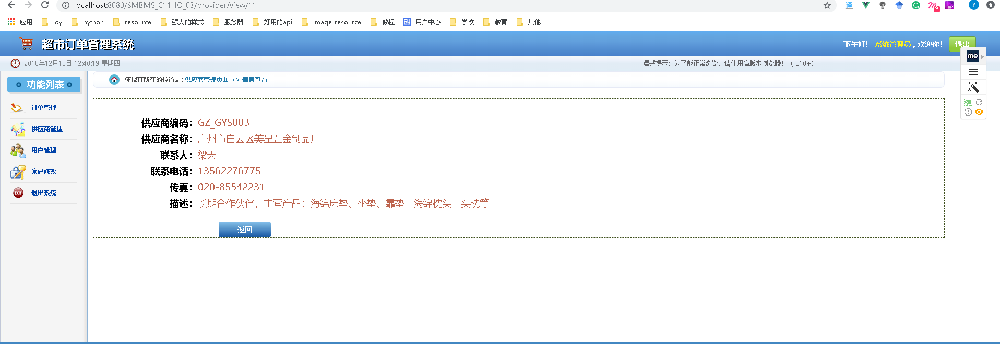 localhost:8080/SMBMS_C11HO_03/provider/view/11
应用 joy python resource 强大的样式 服务器 好用的api image_resource 教程 用户中心 学校 教育 其他
超市订单管理系统
下午好! 系统管理员, 欢迎你! 退出
2018年12月13日 12:40:19 星期四
温馨提示：为了能正常浏览，请使用高版本浏览器！（IE10+）
me
功能列表
你现在所在的位置是: 供应商管理页面 >> 信息查看
订单管理
供应商管理
用户管理
密码修改
EXIT 退出系统
供应商编码：GZ_GYS003
供应商名称：广州市白云区美星五金制品厂
联系人：梁天
联系电话：13562276775
传真：020-85542231
描述：长期合作伙伴，主营产品：海绵床垫、坐垫、靠垫、海绵枕头、头枕等
返回